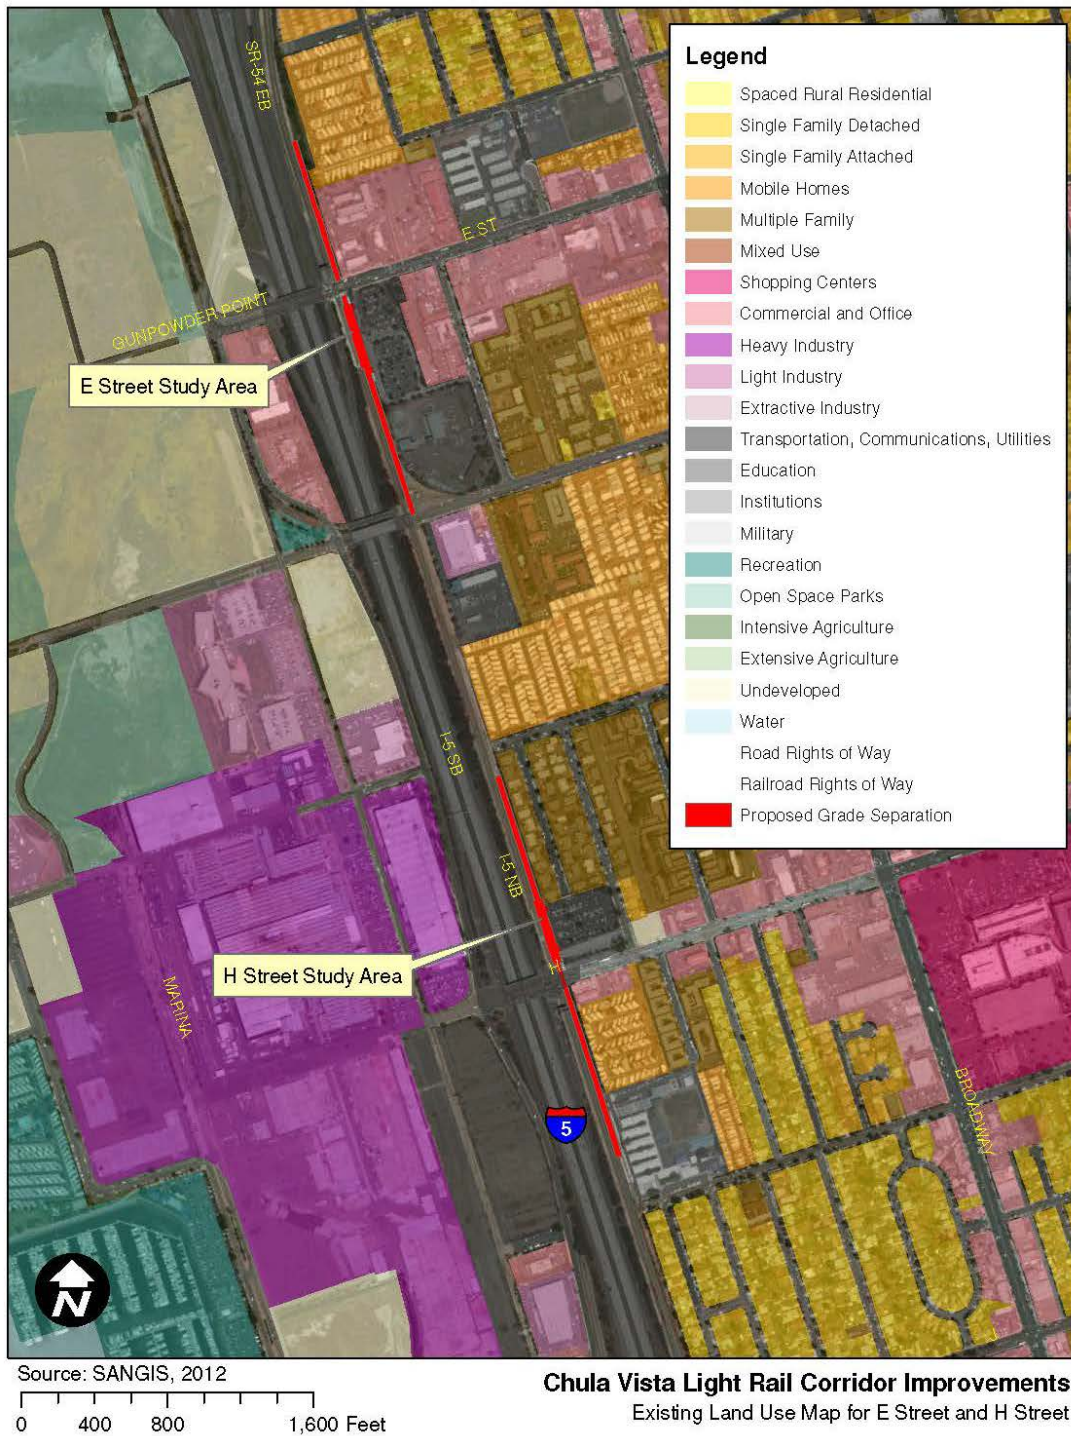 SR-54 EB
E ST
GUNPOWDER POINT
E Street Study Area
I-5 SB
I-5 NB
H
H Street Study Area
MARINA
BROADWAY
5
N
Legend
Spaced Rural Residential
Single Family Detached
Single Family Attached
Mobile Homes
Multiple Family
Mixed Use
Shopping Centers
Commercial and Office
Heavy Industry
Light Industry
Extractive Industry
Transportation, Communications, Utilities
Education
Institutions
Military
Recreation
Open Space Parks
Intensive Agriculture
Extensive Agriculture
Undeveloped
Water
Road Rights of Way
Railroad Rights of Way
Proposed Grade Separation
Source: SANGIS, 2012
0 400 800 1,600 Feet
Chula Vista Light Rail Corridor Improvements
Existing Land Use Map for E Street and H Street